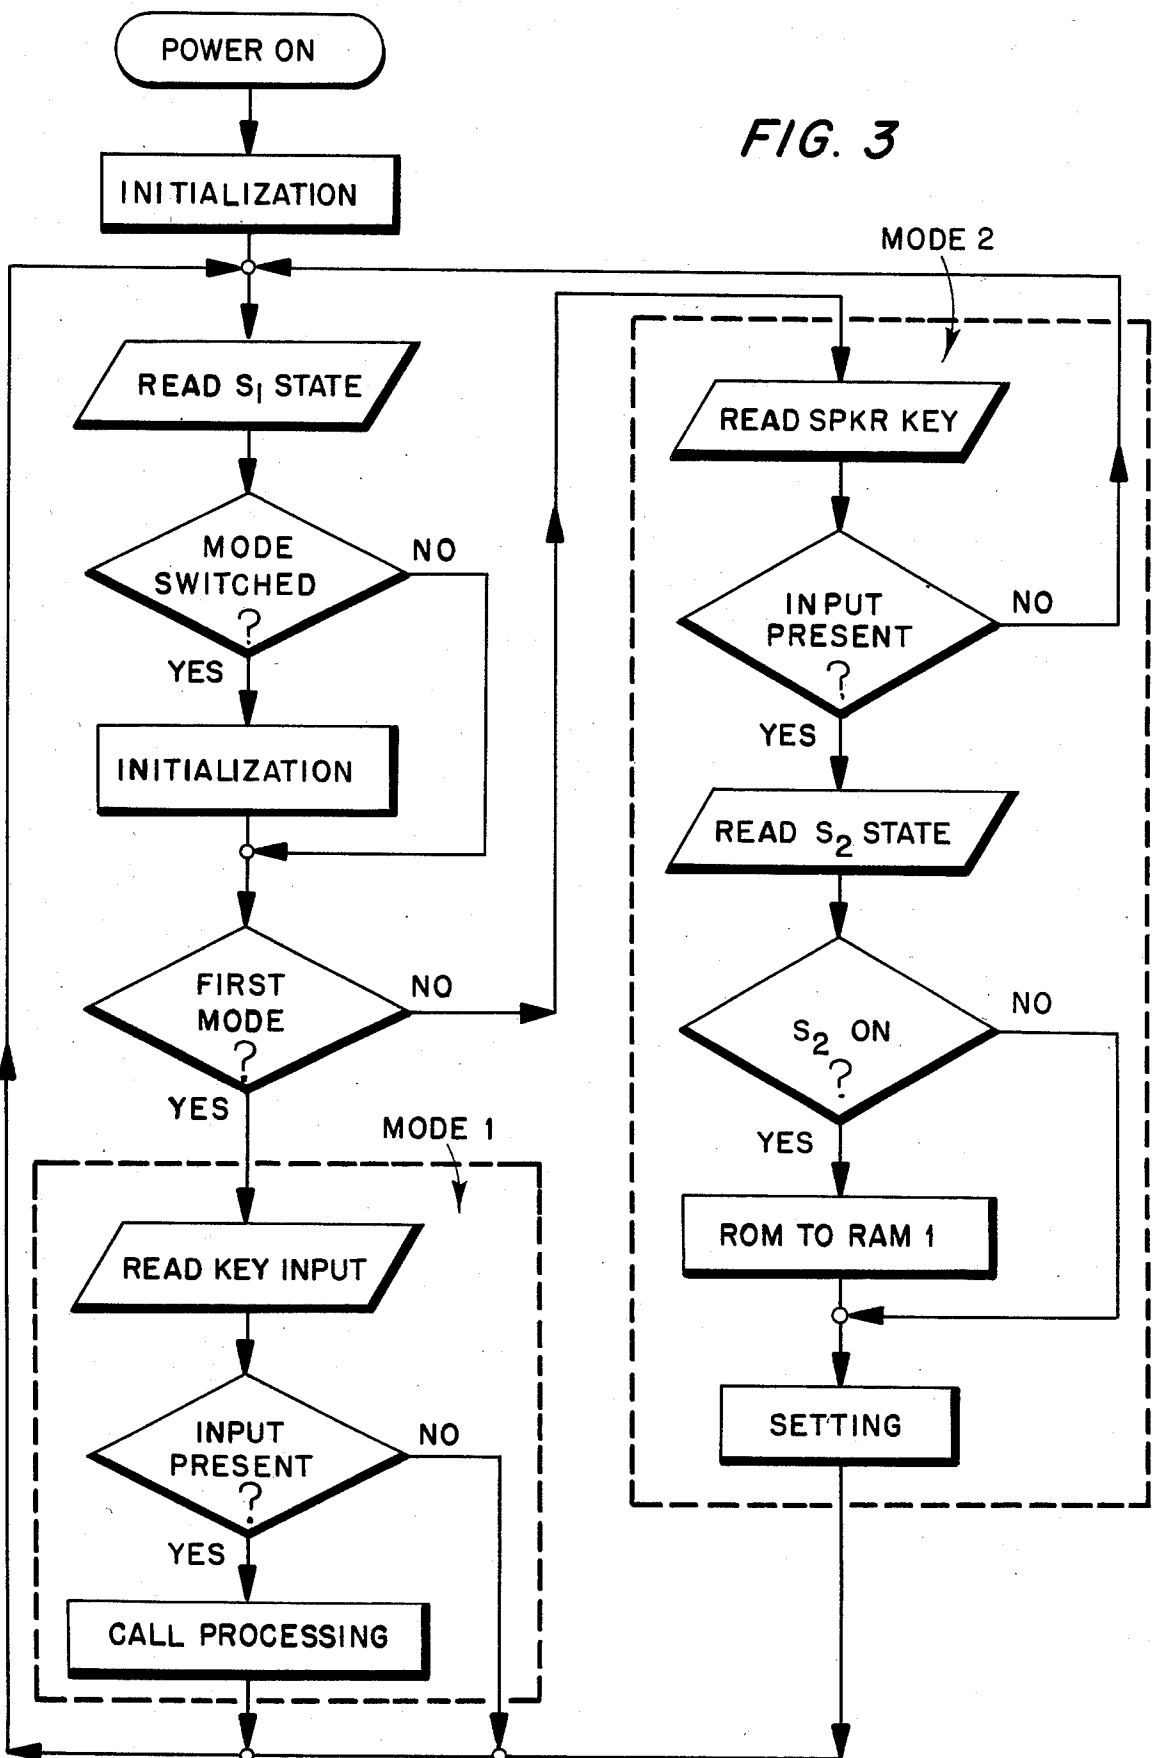 POWER ON
FIG. 3
INITIALIZATION
MODE 2
READ S1 STATE
READ SPKR KEY
MODE
SWITCHED
?
NO
YES
INPUT
PRESENT
?
NO
YES
INITIALIZATION
READ S2 STATE
FIRST
MODE
?
NO
YES
S2 ON
?
NO
YES
MODE 1
READ KEY INPUT
ROM TO RAM 1
INPUT
PRESENT
?
NO
YES
SETTING
CALL PROCESSING